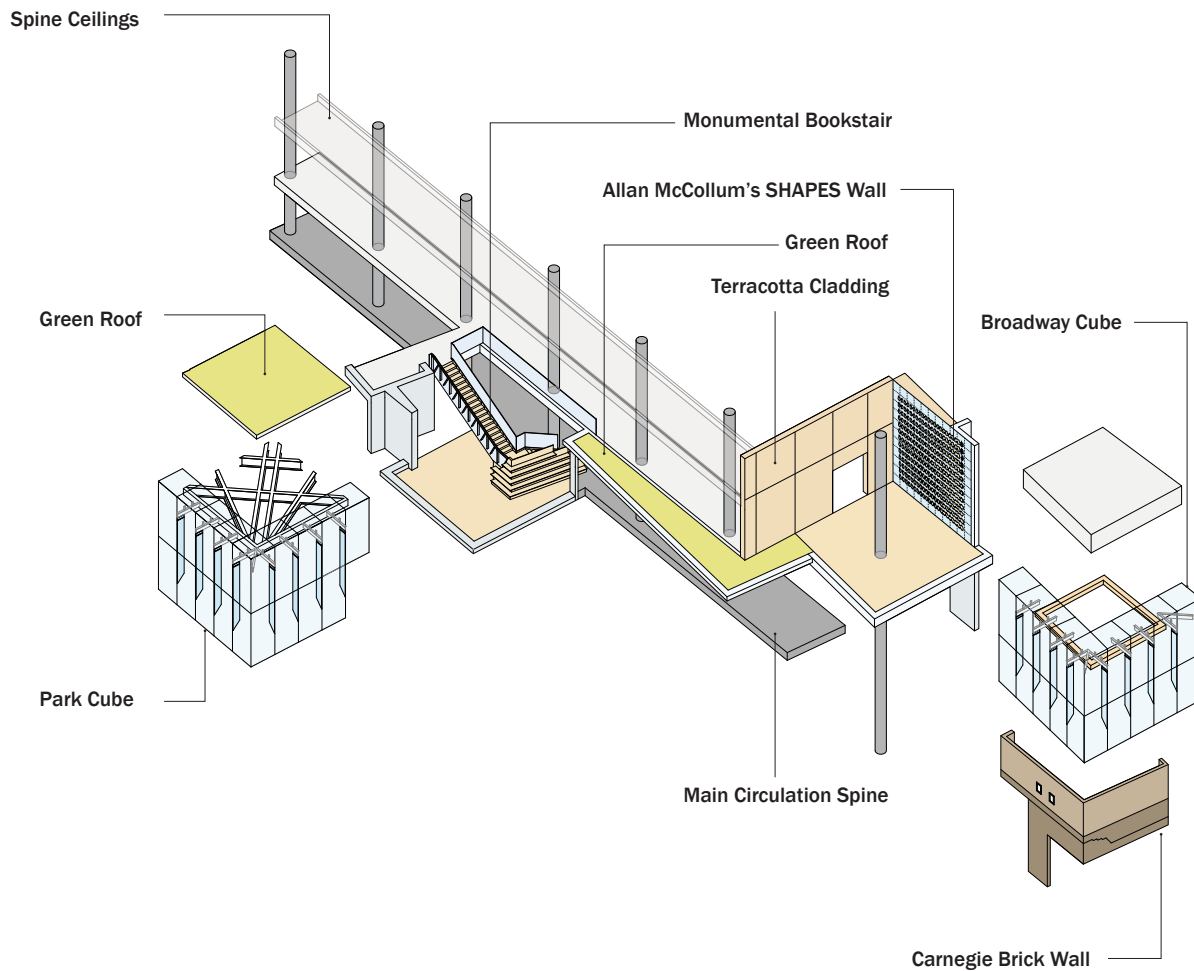 Spine Ceilings
Monumental Bookstair
Allan McCollum's SHAPES Wall
Green Roof
Terracotta Cladding
Green Roof
Broadway Cube
Park Cube
Main Circulation Spine
Carnegie Brick Wall